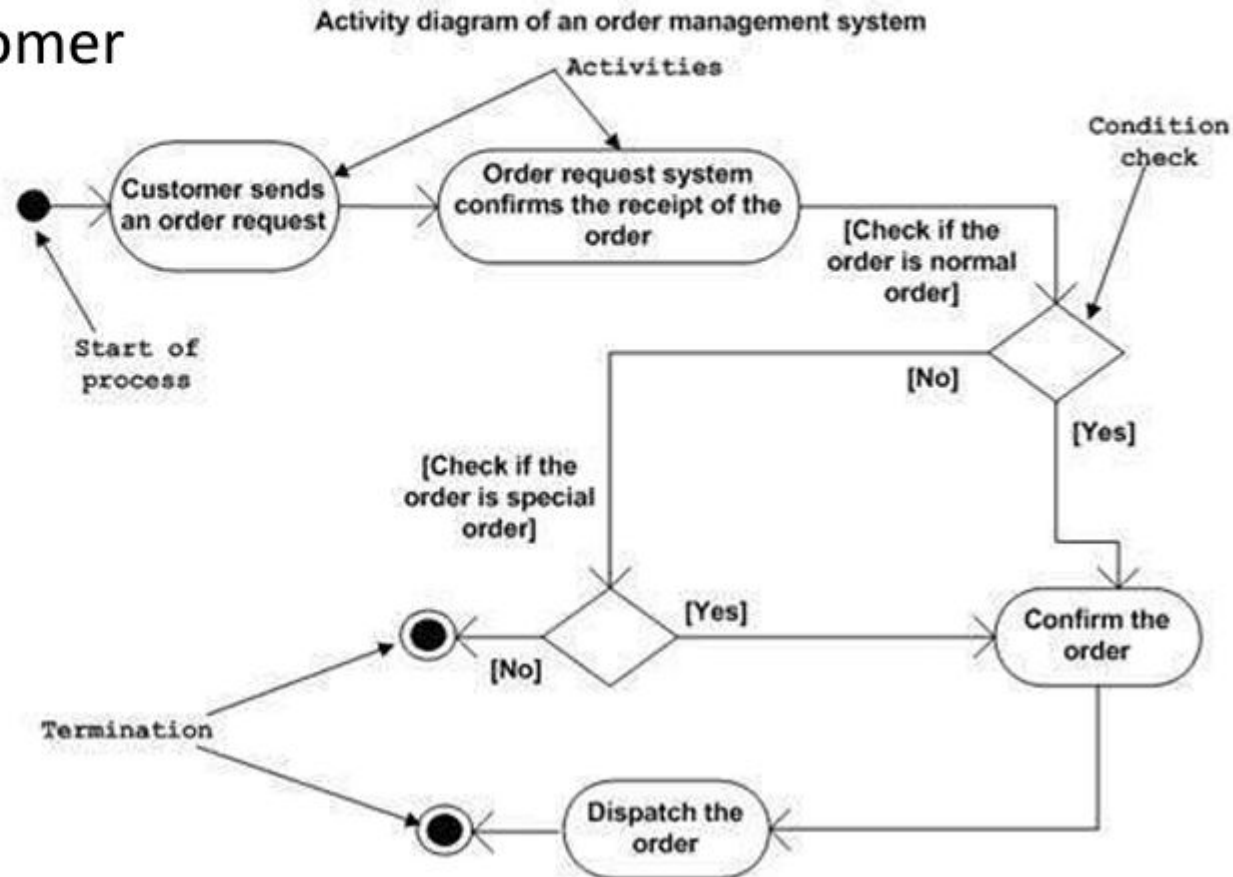 omer
Activity diagram of an order management system
Activities
Condition
check
Customer sends
an order request
Order request system
confirms the receipt of the
order
[Check if the
order is normal
order]
Start of
process
[No]
[Yes]
[Check if the
order is special
order]
[Yes]
[No]
Confirm the
order
Termination
Dispatch the
order